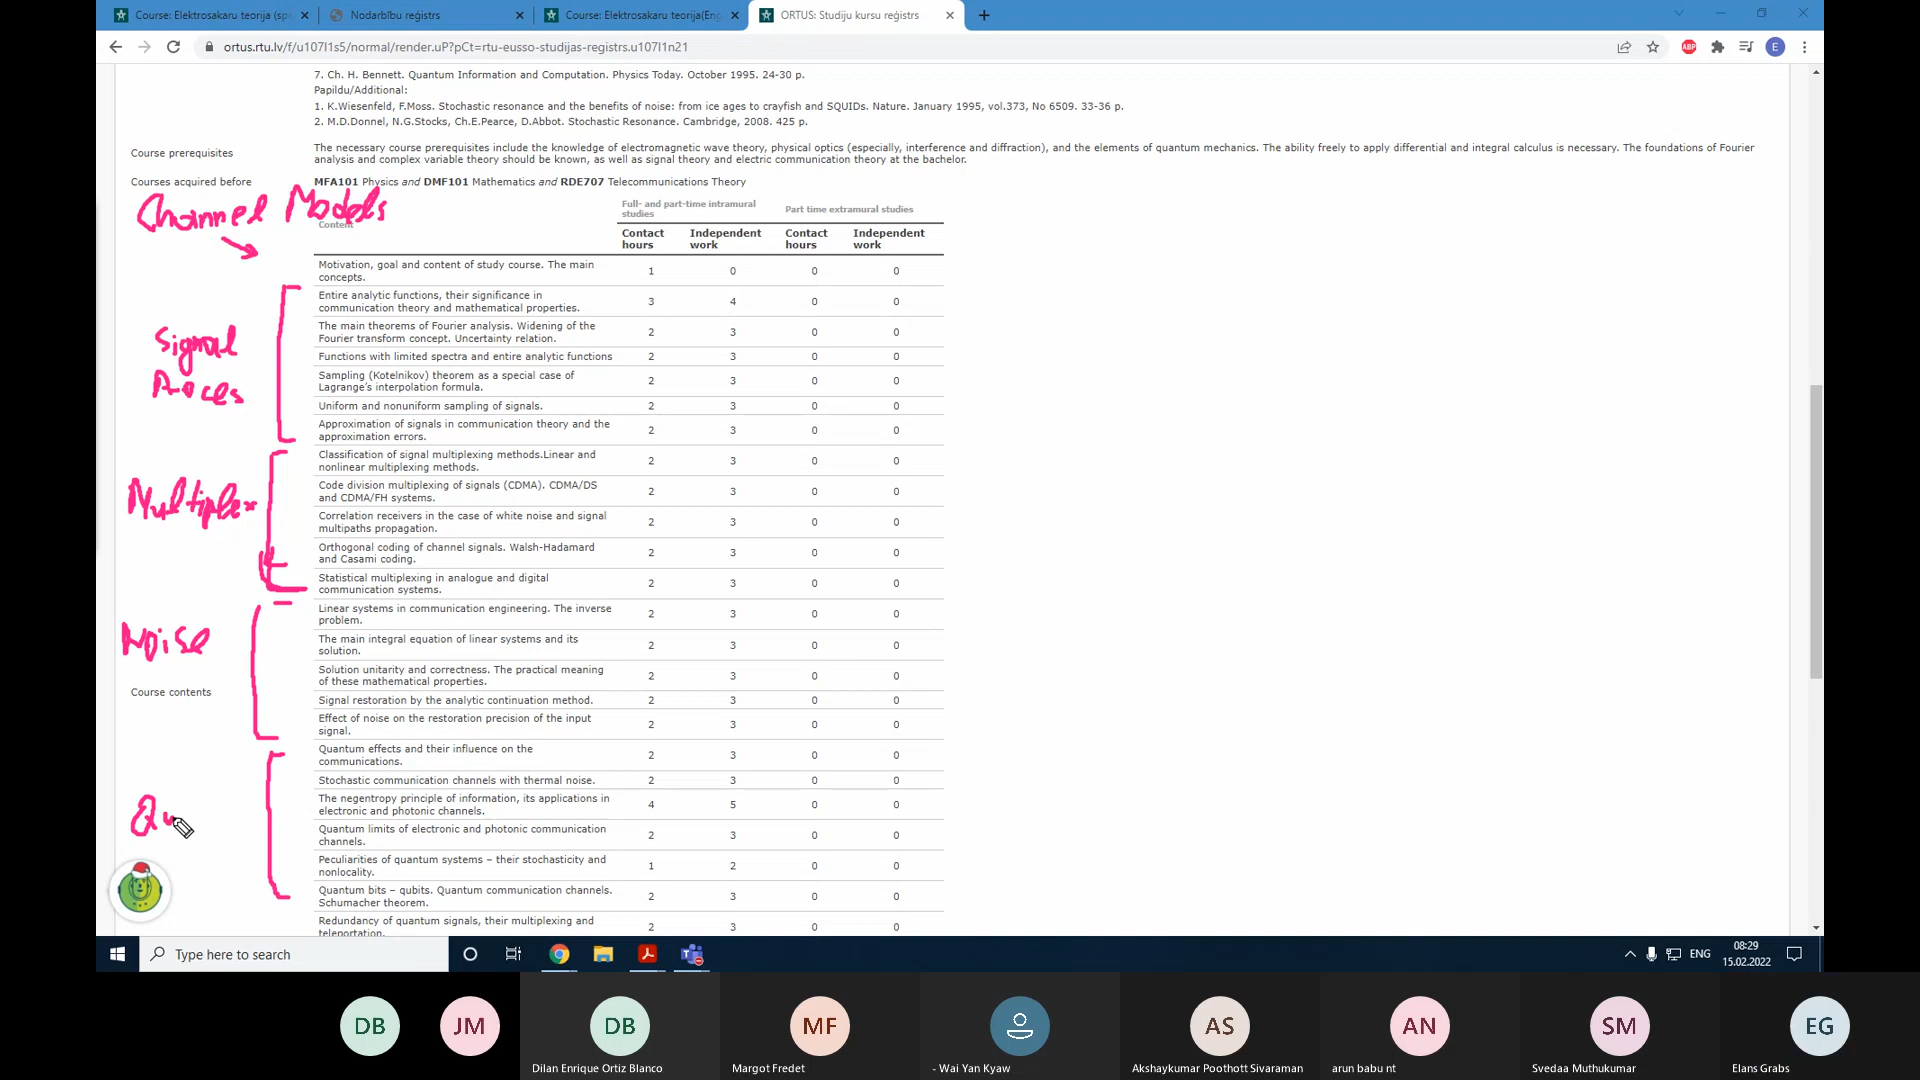 Course: Elektrosakaru teorija (sp
Nodarbību reģistrs
Course: Elektrosakaru teorija(Eng
ORTUS: Studiju kursu reģistrs
ortus.rtu.lv/f/u107l1s5/normal/render.uP?pCt=rtu-eusso-studijas-registrs.u107l1n21
ABP
E
7. Ch. H. Bennett. Quantum Information and Computation. Physics Today. October 1995. 24-30 p.
Papildu/Additional:
1. K.Wiesenfeld, F.Moss. Stochastic resonance and the benefits of noise: from ice ages to crayfish and SQUIDs. Nature. January 1995, vol.373, No 6509. 33-36 p.
2. M.D.Donnel, N.G.Stocks, Ch.E.Pearce, D.Abbot. Stochastic Resonance. Cambridge, 2008. 425 p.
Course prerequisites
The necessary course prerequisites include the knowledge of electromagnetic wave theory, physical optics (especially, interference and diffraction), and the elements of quantum mechanics. The ability freely to apply differential and integral calculus is necessary. The foundations of Fourier
analysis and complex variable theory should be known, as well as signal theory and electric communication theory at the bachelor.
Courses acquired before
MFA101 Physics and DMF101 Mathematics and RDE707 Telecommunications Theory
Channel Models
Content
Full- and part-time intramural
studies
Part time extramural studies
Contact
hours
Independent
work
Contact
hours
Independent
work
Motivation, goal and content of study course. The main
concepts.
1 0 0 0
Entire analytic functions, their significance in
communication theory and mathematical properties.
3 4 0 0
The main theorems of Fourier analysis. Widening of the
Fourier transform concept. Uncertainty relation.
2 3 0 0
Signal
Proces
Functions with limited spectra and entire analytic functions 2 3 0 0
Sampling (Kotelnikov) theorem as a special case of
Lagrange's interpolation formula.
2 3 0 0
Uniform and nonuniform sampling of signals. 2 3 0 0
Approximation of signals in communication theory and the
approximation errors.
2 3 0 0
Classification of signal multiplexing methods.Linear and
nonlinear multiplexing methods.
2 3 0 0
Multiplex
Code division multiplexing of signals (CDMA). CDMA/DS
and CDMA/FH systems.
2 3 0 0
Correlation receivers in the case of white noise and signal
multipaths propagation.
2 3 0 0
Orthogonal coding of channel signals. Walsh-Hadamard
and Casami coding.
2 3 0 0
Statistical multiplexing in analogue and digital
communication systems.
2 3 0 0
Linear systems in communication engineering. The inverse
problem.
2 3 0 0
Noise
The main integral equation of linear systems and its
solution.
2 3 0 0
Solution unitarity and correctness. The practical meaning
of these mathematical properties.
2 3 0 0
Course contents
Signal restoration by the analytic continuation method. 2 3 0 0
Effect of noise on the restoration precision of the input
signal.
2 3 0 0
Quantum effects and their influence on the
communications.
2 3 0 0
Stochastic communication channels with thermal noise. 2 3 0 0
The negentropy principle of information, its applications in
electronic and photonic channels.
4 5 0 0
Qu
Quantum limits of electronic and photonic communication
channels.
2 3 0 0
Peculiarities of quantum systems – their stochasticity and
nonlocality.
1 2 0 0
Quantum bits – qubits. Quantum communication channels.
Schumacher theorem.
2 3 0 0
Redundancy of quantum signals, their multiplexing and
teleportation.
2 3 0 0
Type here to search
ENG
08:29
15.02.2022
DB
JM
DB
MF
AS
AN
SM
EG
Dilan Enrique Ortiz Blanco
Margot Fredet
- Wai Yan Kyaw
Akshaykumar Poothott Sivaraman
arun babu nt
Svedaa Muthukumar
Elans Grabs